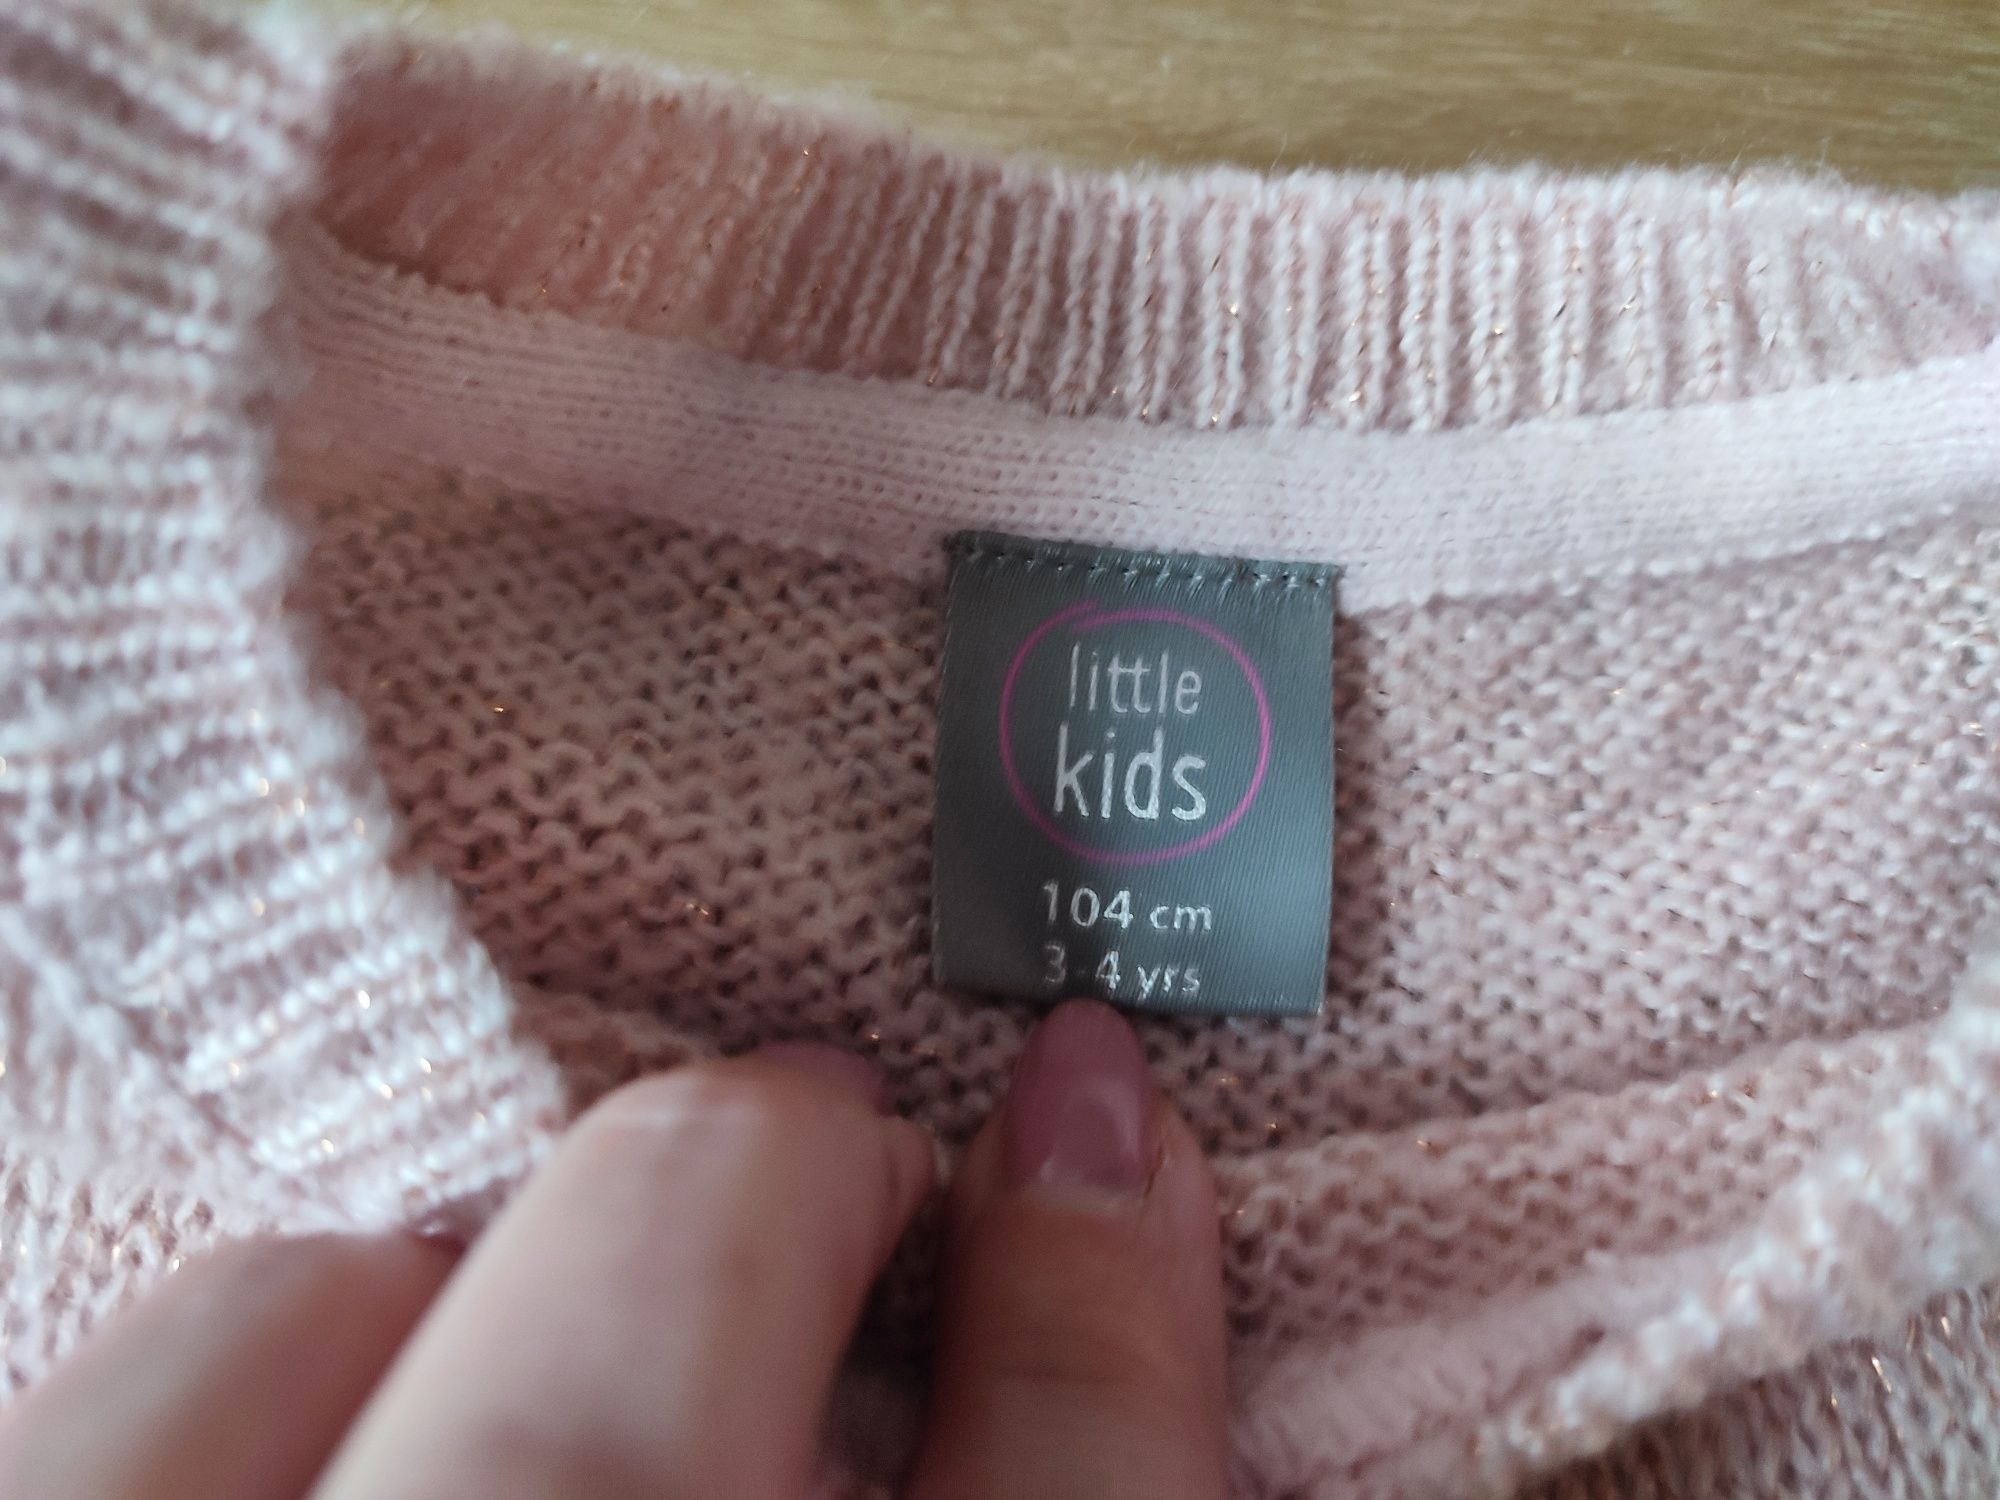 little
kids
104 cm
3-4 yrs